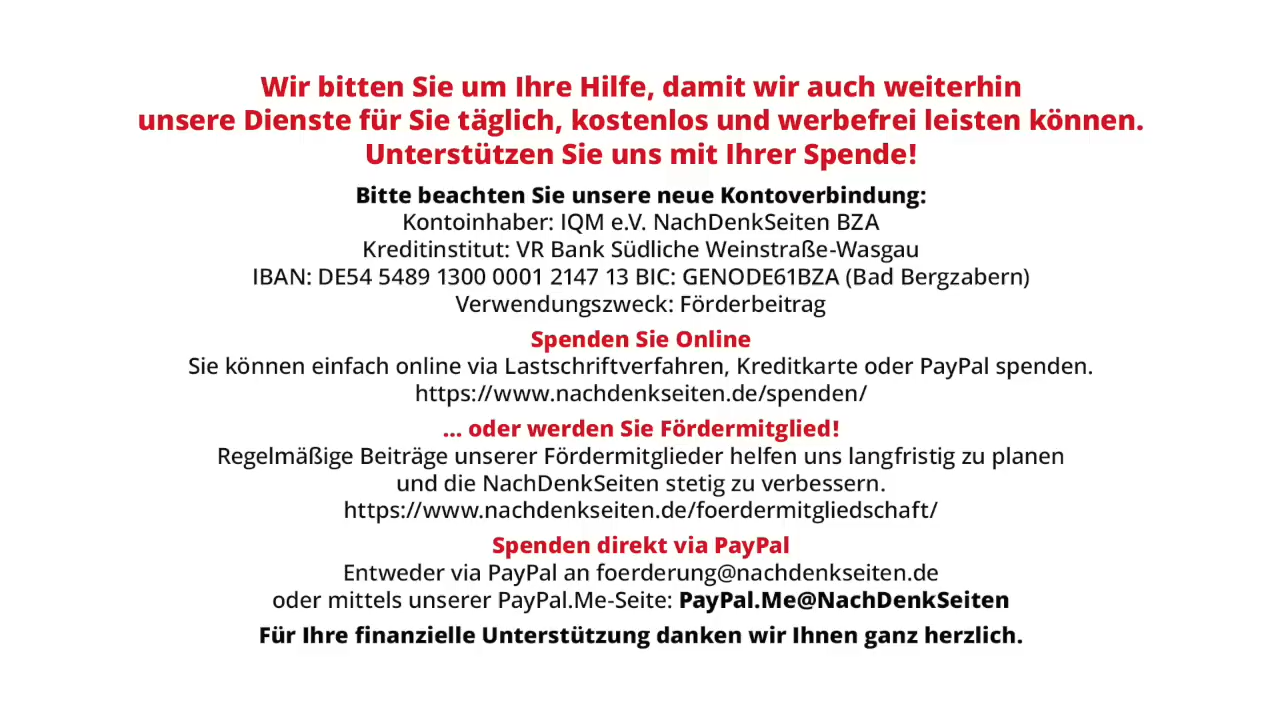 Wir bitten Sie um Ihre Hilfe, damit wir auch weiterhin
unsere Dienste für Sie täglich, kostenlos und werbefrei leisten können.
Unterstützen Sie uns mit Ihrer Spende!
Bitte beachten Sie unsere neue Kontoverbindung:
Kontoinhaber: IQM e.V. NachDenkSeiten BZA
Kreditinstitut: VR Bank Südliche Weinstraße-Wasgau
IBAN: DE54 5489 1300 0001 2147 13 BIC: GENODE61BZA (Bad Bergzabern)
Verwendungszweck: Förderbeitrag
Spenden Sie Online
Sie können einfach online via Lastschriftverfahren, Kreditkarte oder PayPal spenden.
https://www.nachdenkseiten.de/spenden/
... oder werden Sie Fördermitglied!
Regelmäßige Beiträge unserer Fördermitglieder helfen uns langfristig zu planen
und die NachDenkSeiten stetig zu verbessern.
https://www.nachdenkseiten.de/foerdermitgliedschaft/
Spenden direkt via PayPal
Entweder via PayPal an foerderung@nachdenkseiten.de
oder mittels unserer PayPal.Me-Seite: PayPal.Me@NachDenkSeiten
Für Ihre finanzielle Unterstützung danken wir Ihnen ganz herzlich.